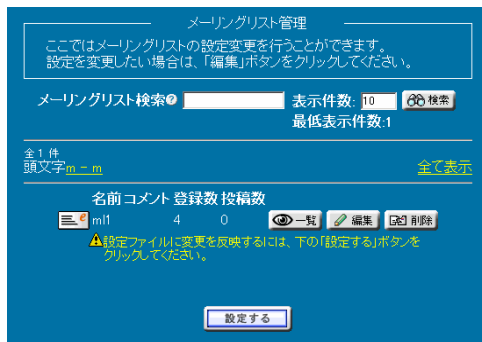 メーリングリスト管理
ここではメーリングリストの設定変更を行うことができます。
設定を変更したい場合は、「編集」ボタンをクリックしてください。
メーリングリスト検索? 表示件数: 10 検索
最低表示件数:1
全1件
頭文字m - m 全て表示
名前 コメント 登録数 投稿数
ml1 4 0 一覧 編集 削除
設定ファイルに変更を反映するには、下の「設定する」ボタンを
クリックしてください。
設定する